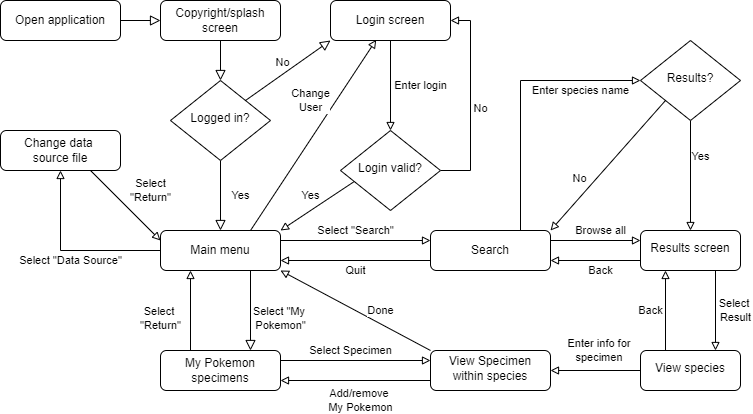 Open application
Copyright/splash
screen
Login screen
No
Results?
Change
User
Enter login
Enter species name
Logged in?
No
Change data
source file
Login valid?
Yes
No
Select
"Return"
Yes
Yes
Select "Search"
Browse all
Main menu
Search
Results screen
Select "Data Source"
Quit
Back
Select
"Return"
Select "My
Pokemon"
Done
Back
Select
Result
Enter info for
specimen
Select Specimen
My Pokemon
specimens
View Specimen
within species
View species
Add/remove
My Pokemon